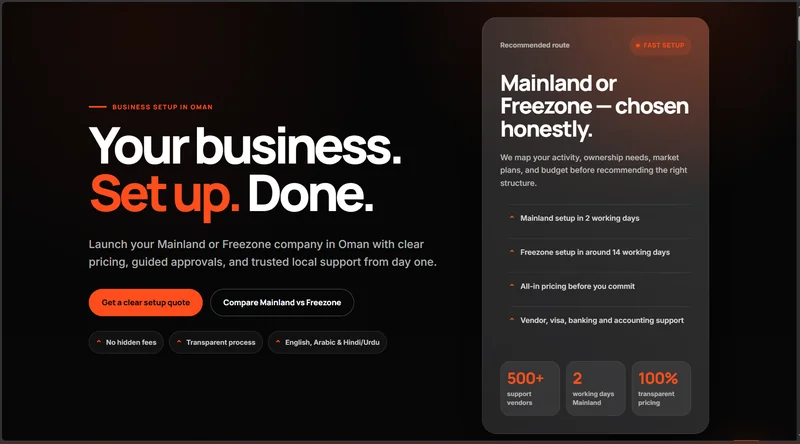 BUSINESS SETUP IN OMAN
Your business.
Set up. Done.
Launch your Mainland or Freezone company in Oman with clear
pricing, guided approvals, and trusted local support from day one.
Get a clear setup quote
Compare Mainland vs Freezone
No hidden fees
Transparent process
English, Arabic & Hindi/Urdu
Recommended route
FAST SETUP
Mainland or
Freezone — chosen
honestly.
We map your activity, ownership needs, market
plans, and budget before recommending the right
structure.
Mainland setup in 2 working days
Freezone setup in around 14 working days
All-in pricing before you commit
Vendor, visa, banking and accounting support
500+
support
vendors
2
working days
Mainland
100%
transparent
pricing